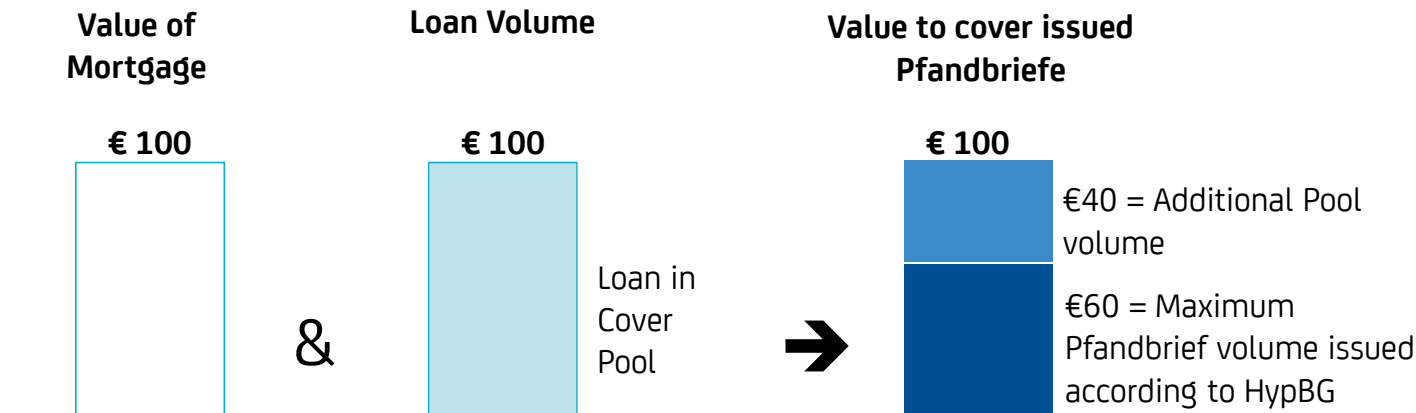 Value of
Mortgage
Loan Volume
Value to cover issued
Pfandbriefe
€ 100
€ 100
€ 100
€40 = Additional Pool
volume
Loan in
Cover
Pool
&
➔
€60 = Maximum
Pfandbrief volume issued
according to HypBG